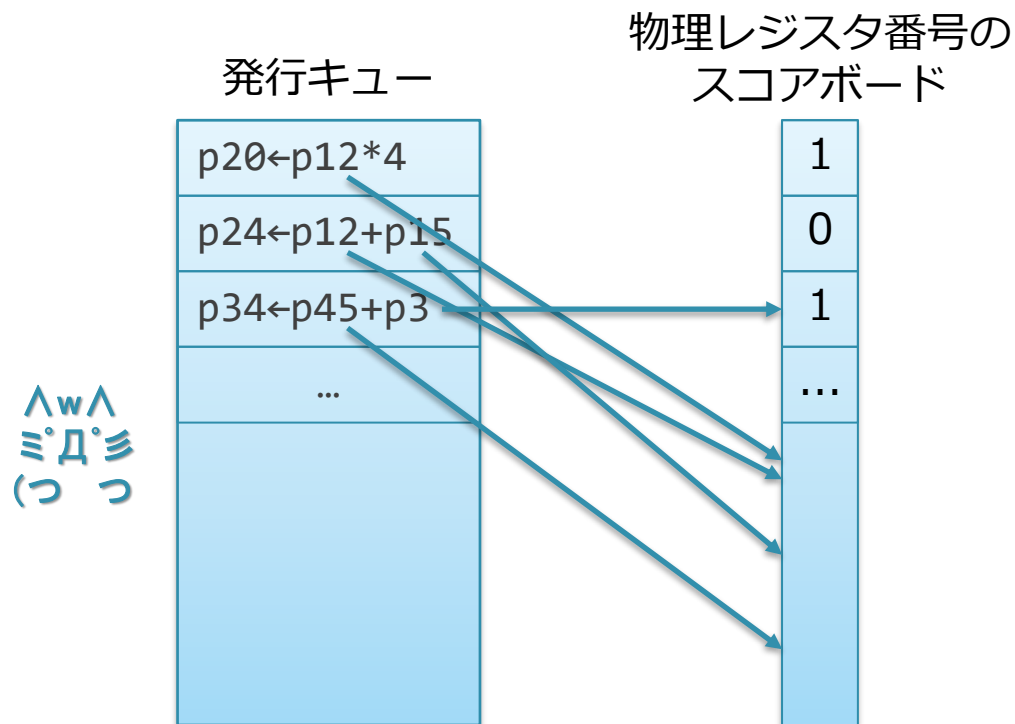 物理レジスタ番号の
スコアボード
発行キュー
p20←p12*4
p24←p12+p15
p34←p45+p3
…
1
0
1
…
∧w∧
ミ゚Д゚彡
(つ　つ